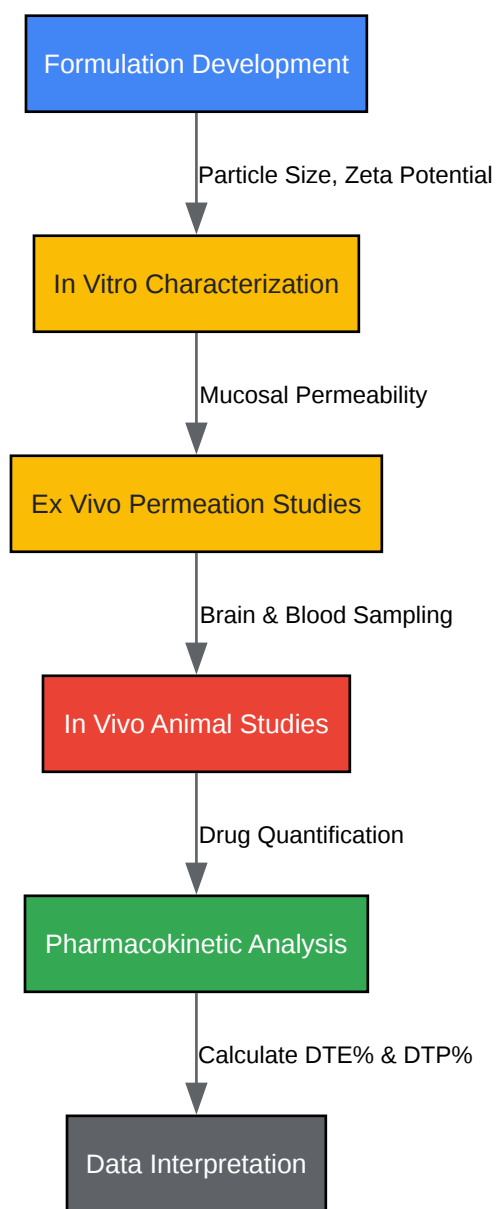 Formulation Development
Particle Size, Zeta Potential
In Vitro Characterization
Mucosal Permeability
Ex Vivo Permeation Studies
Brain & Blood Sampling
In Vivo Animal Studies
Drug Quantification
Pharmacokinetic Analysis
Calculate DTE% & DTP%
Data Interpretation